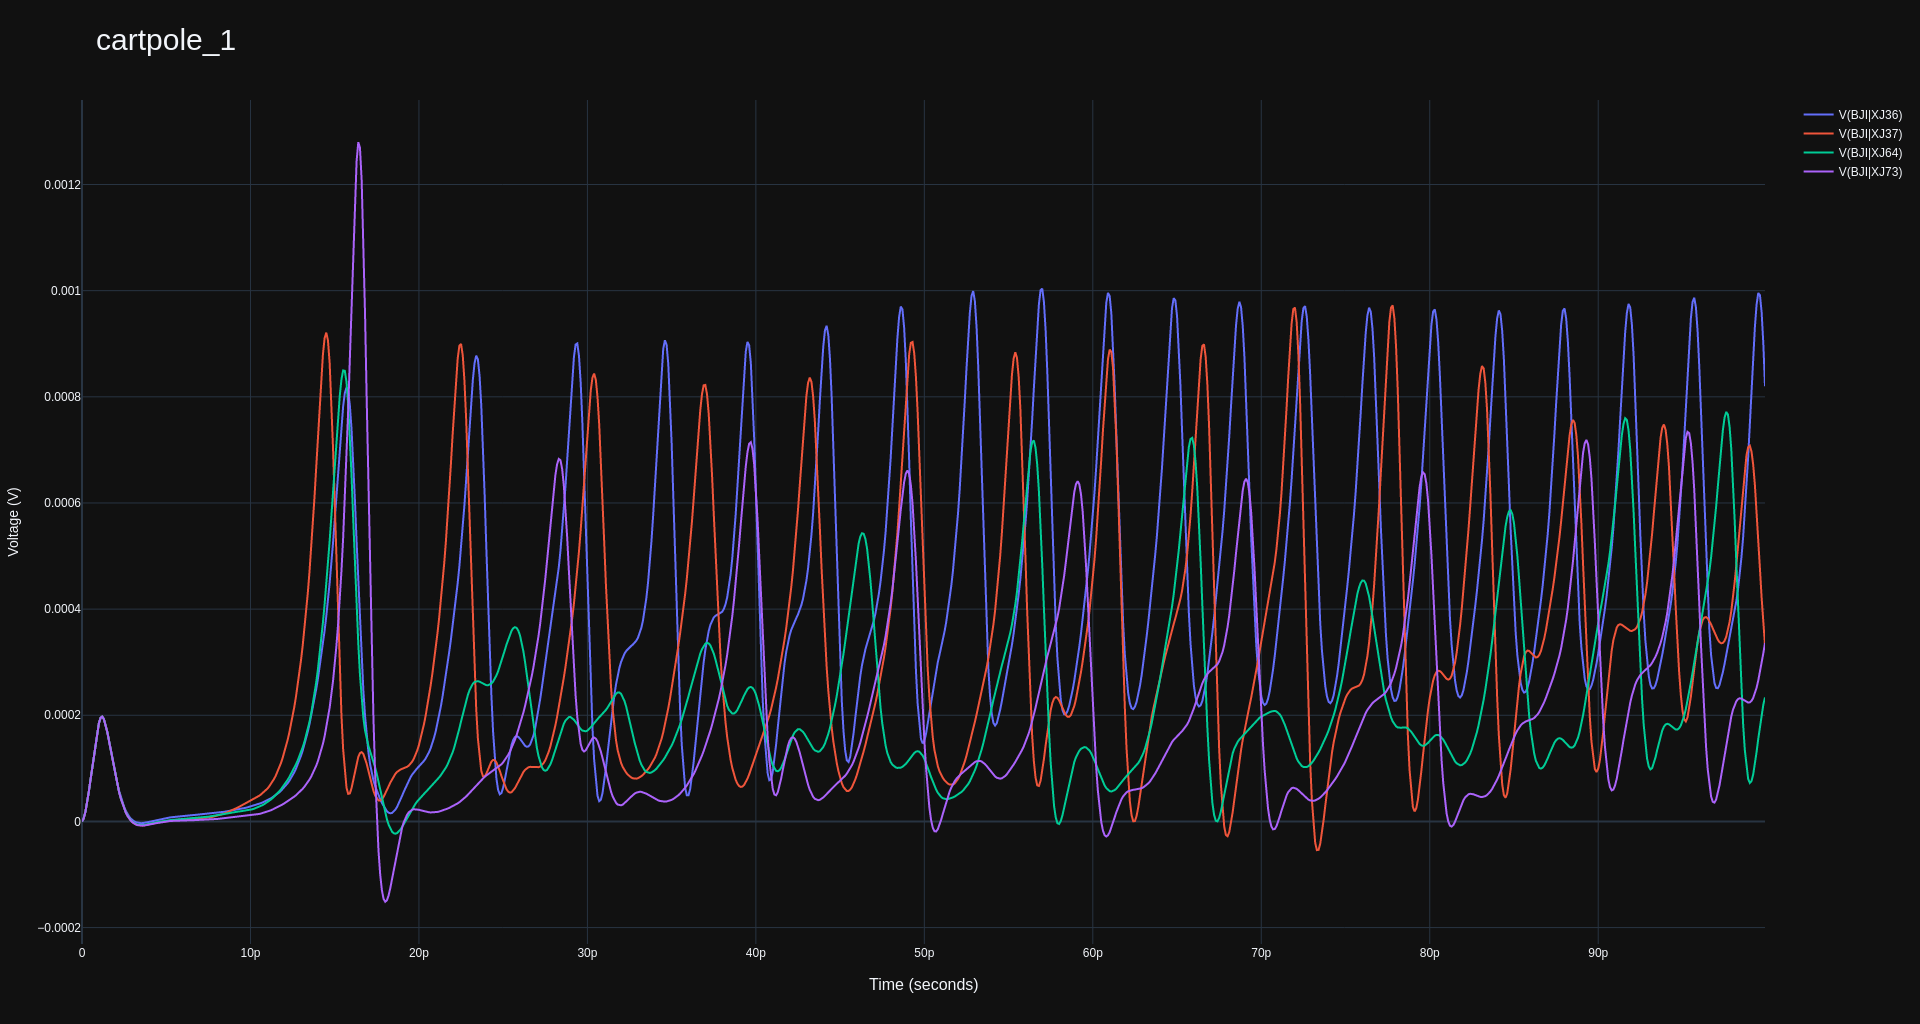 cartpole_1
V(BJI|XJ36)
V(BJI|XJ37)
V(BJI|XJ64)
V(BJI|XJ73)
Voltage (V)
0.0012
0.001
0.0008
0.0006
0.0004
0.0002
0
−0.0002
0 10p 20p 30p 40p 50p 60p 70p 80p 90p
Time (seconds)